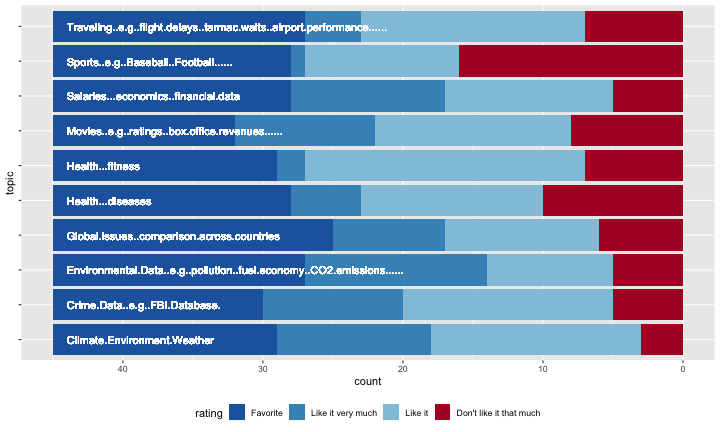 Traveling..e.g..flight.delays..tarmac.waits..airport.performance......
Sports..e.g..Baseball..Football......
Salaries...economics..financial.data
Movies..e.g..ratings..box.office.revenues......
Health...fitness
Health...diseases
Global.Issues..comparison.across.countries
Environmental.Data..e.g..pollution..fuel.economy..CO2.emissions......
Crime.Data..e.g..FBI.Database.
Climate.Environment.Weather
topic
40 30 20 10 0
count
rating Favorite Like it very much Like it Don't like it that much